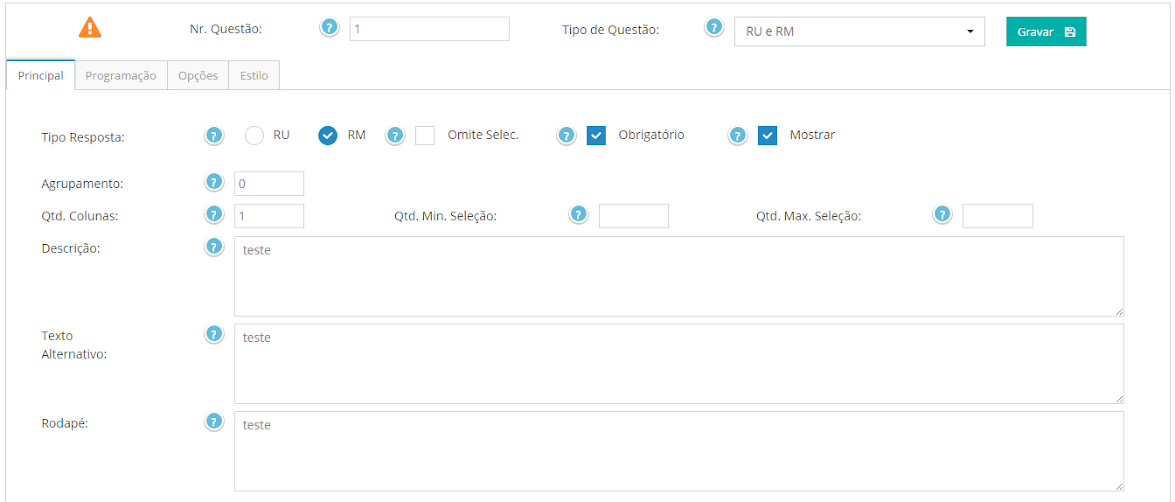 Nr. Questão: ? 1 Tipo de Questão: ? RU e RM Gravar
Principal Programação Opções Estilo
Tipo Resposta: ? RU RM ? Omite Selec. ? Obrigatório ? Mostrar
Agrupamento: ? 0
Qtd. Colunas: ? 1 Qtd. Min. Seleção: ? Qtd. Max. Seleção: ?
Descrição: ? teste
Texto
Alternativo: ? teste
Rodapé: ? teste